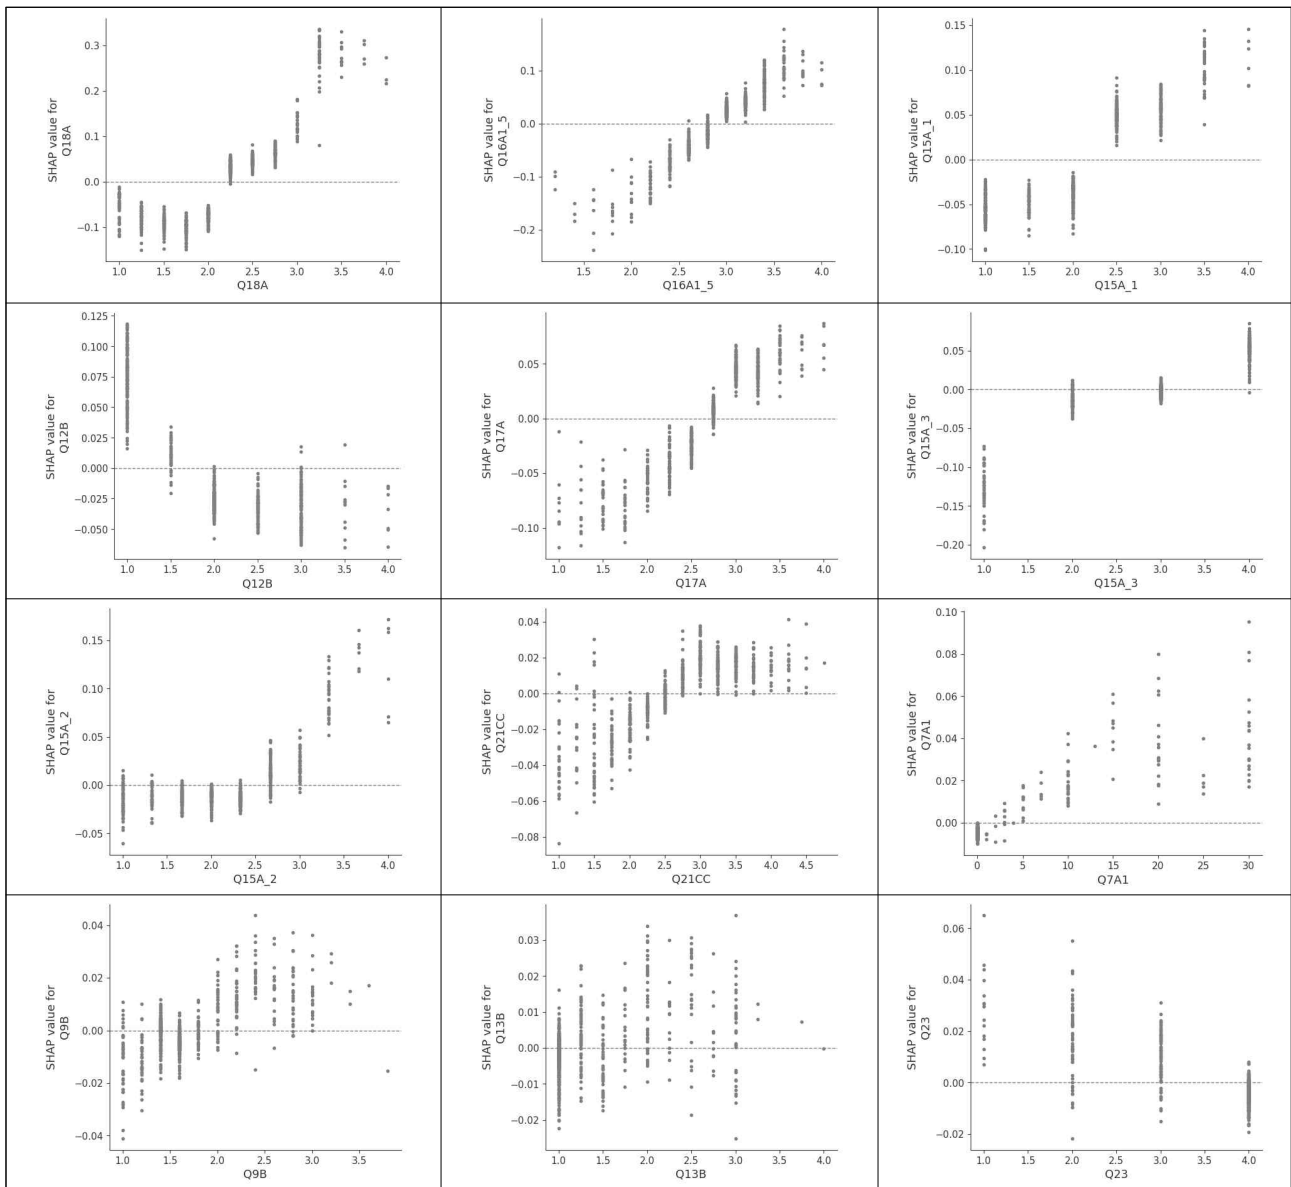 SHAP value for
Q18A
0.3
0.2
0.1
0.0
−0.1
1.0 1.5 2.0 2.5 3.0 3.5 4.0
Q18A
SHAP value for
Q16A1_5
0.1
0.0
−0.1
−0.2
1.5 2.0 2.5 3.0 3.5 4.0
Q16A1_5
SHAP value for
Q15A_1
0.15
0.10
0.05
0.00
−0.05
−0.10
1.0 1.5 2.0 2.5 3.0 3.5 4.0
Q15A_1
SHAP value for
Q12B
0.125
0.100
0.075
0.050
0.025
0.000
−0.025
−0.050
1.0 1.5 2.0 2.5 3.0 3.5 4.0
Q12B
SHAP value for
Q17A
0.05
0.00
−0.05
−0.10
1.0 1.5 2.0 2.5 3.0 3.5 4.0
Q17A
SHAP value for
Q15A_3
0.05
0.00
−0.05
−0.10
−0.15
−0.20
1.0 1.5 2.0 2.5 3.0 3.5 4.0
Q15A_3
SHAP value for
Q15A_2
0.15
0.10
0.05
0.00
−0.05
1.0 1.5 2.0 2.5 3.0 3.5 4.0
Q15A_2
SHAP value for
Q21CC
0.04
0.02
0.00
−0.02
−0.04
−0.06
−0.08
1.0 1.5 2.0 2.5 3.0 3.5 4.0 4.5
Q21CC
SHAP value for
Q7A1
0.10
0.08
0.06
0.04
0.02
0.00
0 5 10 15 20 25 30
Q7A1
SHAP value for
Q9B
0.04
0.02
0.00
−0.02
−0.04
1.0 1.5 2.0 2.5 3.0 3.5
Q9B
SHAP value for
Q13B
0.04
0.03
0.02
0.01
0.00
−0.01
−0.02
1.0 1.5 2.0 2.5 3.0 3.5 4.0
Q13B
SHAP value for
Q23
0.06
0.04
0.02
0.00
−0.02
1.0 1.5 2.0 2.5 3.0 3.5 4.0
Q23